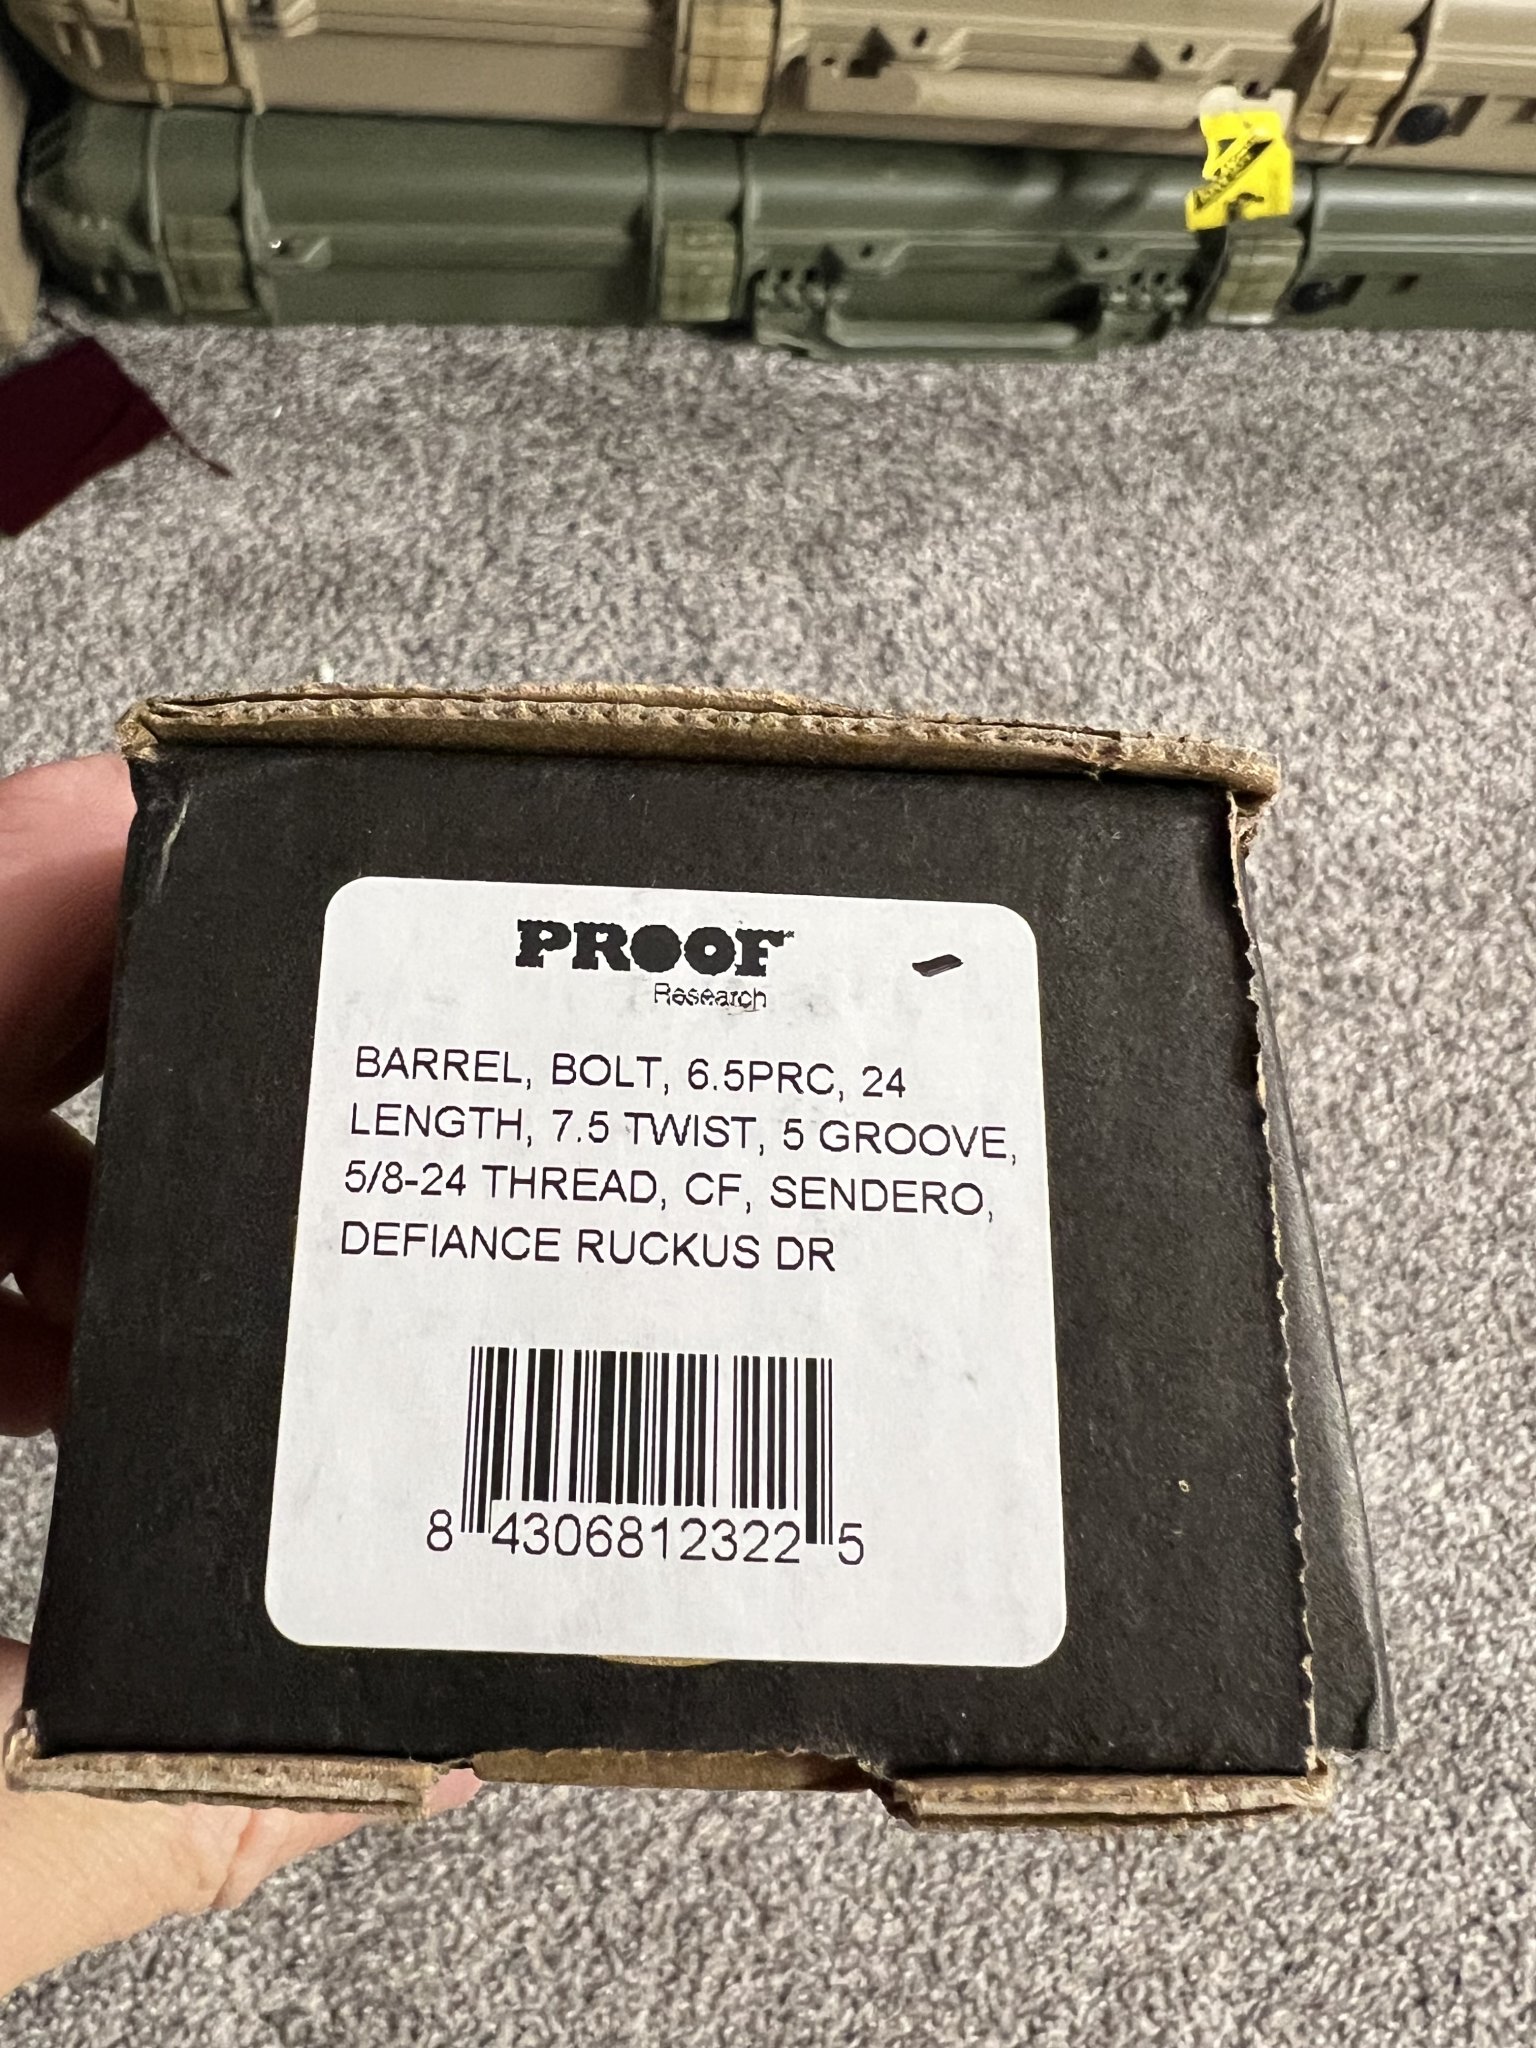 PROOF
Research
BARREL, BOLT, 6.5PRC, 24
LENGTH, 7.5 TWIST, 5 GROOVE,
5/8-24 THREAD, CF, SENDERO,
DEFIANCE RUCKUS DR
8 4306812322 5